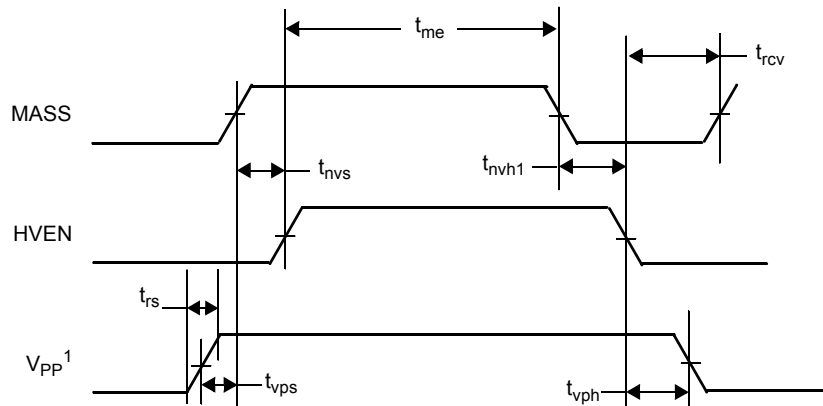 t_me
t_rcv
MASS
t_nvs
t_nvh1
HVEN
t_rs
V_PP^1
t_vps
t_vph